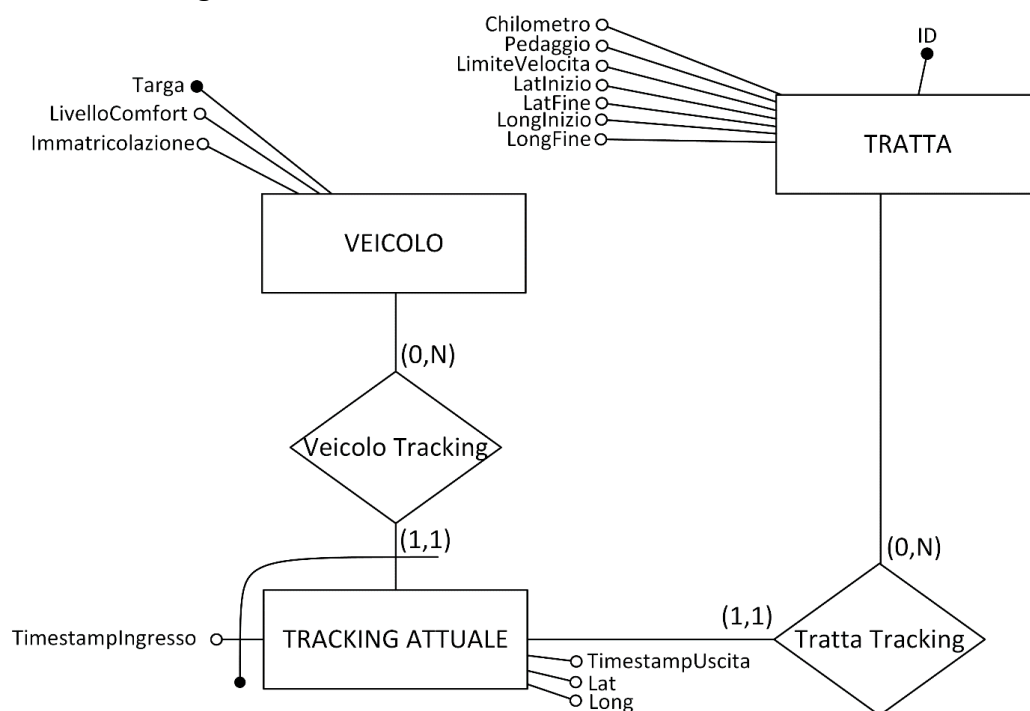 Chilometro
Pedaggio
LimiteVelocita
LatInizio
LatFine
LongInizio
LongFine
ID
TRATTA
Targa
LivelloComfort
Immatricolazione
VEICOLO
(0,N)
Veicolo Tracking
(1,1)
(0,N)
TimestampIngresso
TRACKING ATTUALE
(1,1)
Tratta Tracking
TimestampUscita
Lat
Long